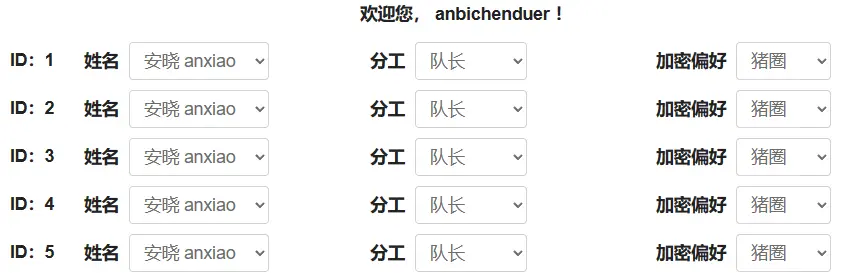 欢迎您， anbichenduer！
ID：1 姓名 安晓 anxiao 分工 队长 加密偏好 猪圈
ID：2 姓名 安晓 anxiao 分工 队长 加密偏好 猪圈
ID：3 姓名 安晓 anxiao 分工 队长 加密偏好 猪圈
ID：4 姓名 安晓 anxiao 分工 队长 加密偏好 猪圈
ID：5 姓名 安晓 anxiao 分工 队长 加密偏好 猪圈